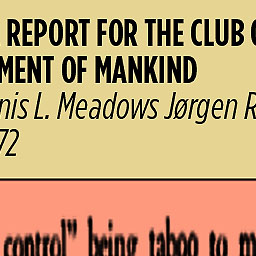 REPORT FOR THE CLUB
MENT OF MANKIND
nis L. Meadows Jørgen R
72
control" being taboo to m